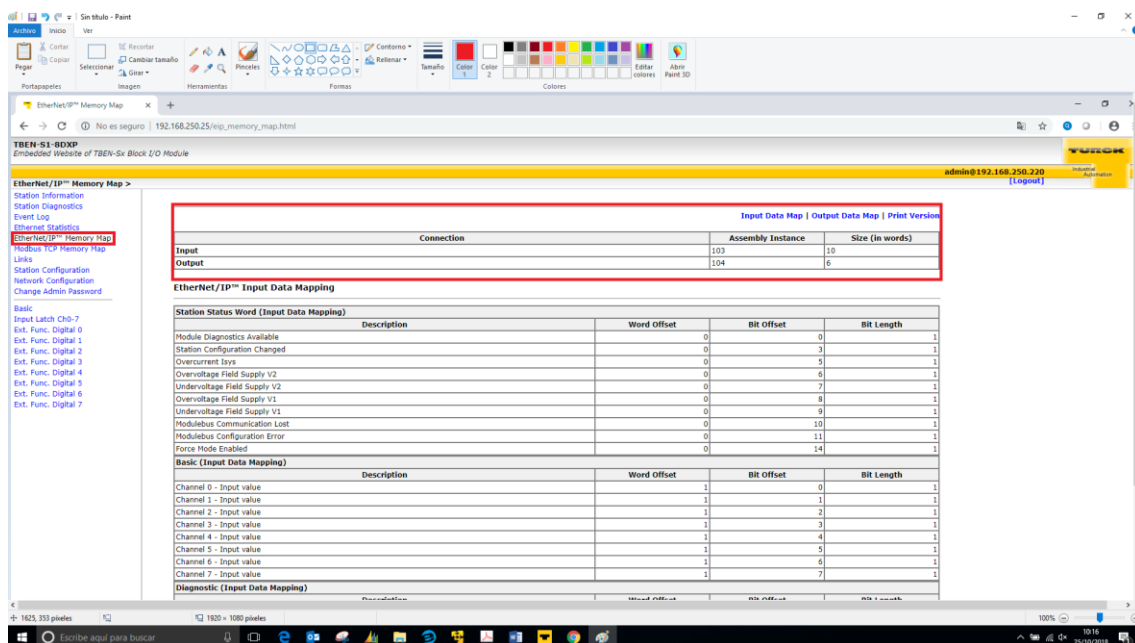 Sin título - Paint
Archivo Inicio Ver
Pegar
Cortar
Copiar
Portapapeles
Seleccionar
Recortar
Cambiar tamaño
Girar
Imagen
A
Herramientas
Pinceles
Contorno
Rellenar
Formas
Tamaño
Color 1
Color 2
Editar colores
Colores
Abrir Paint 3D
EtherNet/IP™ Memory Map
No es seguro | 192.168.250.25/eip_memory_map.html
TBEN-S1-8DXP
Embedded Website of TBEN-Sx Block I/O Module
TURCK
Industrial
Automation
admin@192.168.250.220
[Logout]
EtherNet/IP™ Memory Map >
Station Information
Station Diagnostics
Event Log
Ethernet Statistics
EtherNet/IP™ Memory Map
Modbus TCP Memory Map
Links
Station Configuration
Network Configuration
Change Admin Password
Basic
Input Latch Ch0-7
Ext. Func. Digital 0
Ext. Func. Digital 1
Ext. Func. Digital 2
Ext. Func. Digital 3
Ext. Func. Digital 4
Ext. Func. Digital 5
Ext. Func. Digital 6
Ext. Func. Digital 7
Input Data Map | Output Data Map | Print Version
Connection Assembly Instance Size (in words)
Input 103 10
Output 104 6
EtherNet/IP™ Input Data Mapping
Station Status Word (Input Data Mapping)
Description Word Offset Bit Offset Bit Length
Module Diagnostics Available 0 0 1
Station Configuration Changed 0 3 1
Overcurrent Isys 0 5 1
Overvoltage Field Supply V2 0 6 1
Undervoltage Field Supply V2 0 7 1
Overvoltage Field Supply V1 0 8 1
Undervoltage Field Supply V1 0 9 1
Modulebus Communication Lost 0 10 1
Modulebus Configuration Error 0 11 1
Force Mode Enabled 0 14 1
Basic (Input Data Mapping)
Description Word Offset Bit Offset Bit Length
Channel 0 - Input value 1 0 1
Channel 1 - Input value 1 1 1
Channel 2 - Input value 1 2 1
Channel 3 - Input value 1 3 1
Channel 4 - Input value 1 4 1
Channel 5 - Input value 1 5 1
Channel 6 - Input value 1 6 1
Channel 7 - Input value 1 7 1
Diagnostic (Input Data Mapping)
Description Word Offset Bit Offset Bit Length
1625, 353 píxeles
1920 × 1080 píxeles
100%
Escribe aquí para buscar
10:16
25/10/2018